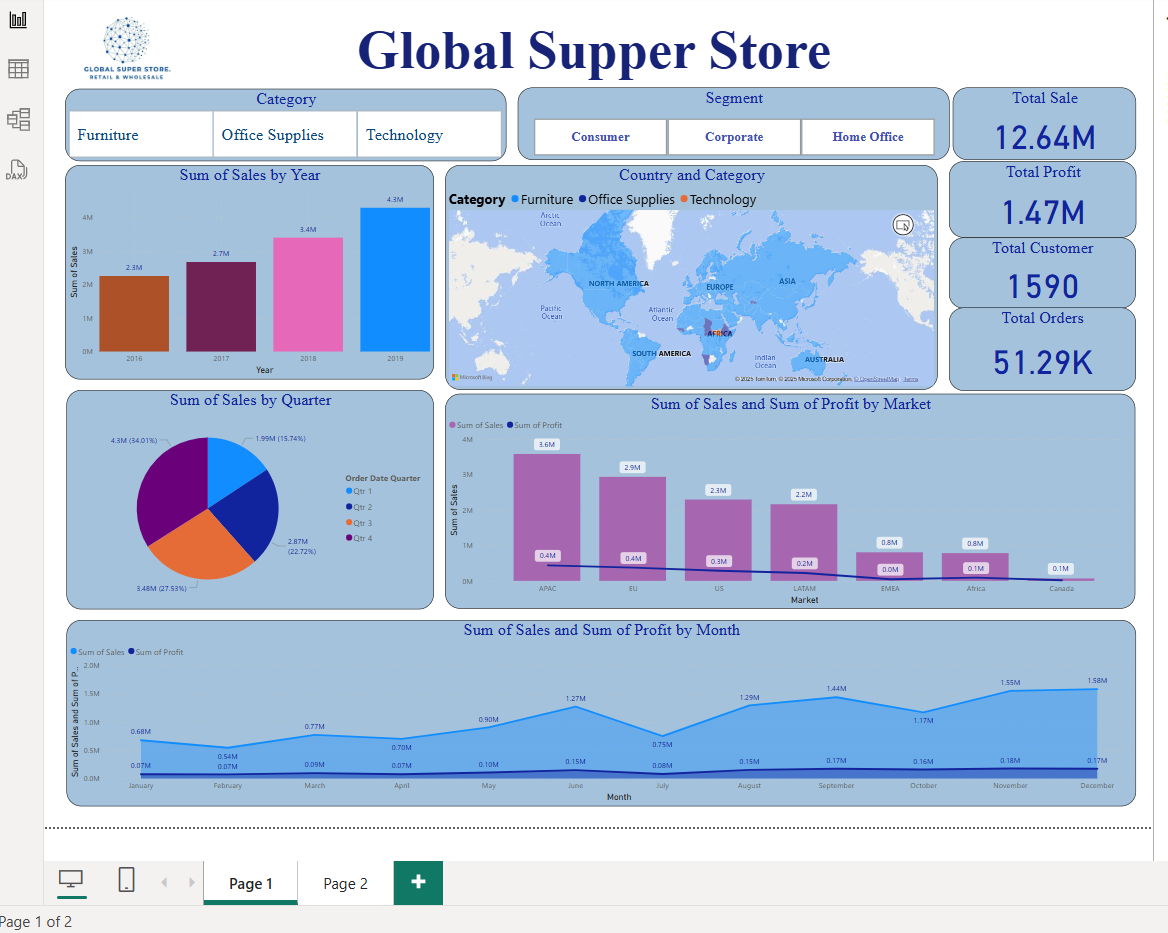 GLOBAL SUPER STORE.
RETAIL & WHOLESALE
Global Supper Store
Category
Furniture
Office Supplies
Technology
Segment
Consumer
Corporate
Home Office
Total Sale
12.64M
Total Profit
1.47M
Total Customer
1590
Total Orders
51.29K
Sum of Sales by Year
Sum of Sales
4M
3M
2M
1M
0M
2.3M
2.7M
3.4M
4.3M
2016
2017
2018
2019
Year
Country and Category
Category Furniture Office Supplies Technology
Arctic
Ocean
NORTH AMERICA
EUROPE
ASIA
Pacific
Ocean
Atlantic
Ocean
AFRICA
SOUTH AMERICA
Indian
Ocean
AUSTRALIA
Microsoft Bing
© 2025 TomTom, © 2025 Microsoft Corporation, © OpenStreetMap Terms
Sum of Sales by Quarter
4.3M (34.01%)
1.99M (15.74%)
2.87M
(22.72%)
3.48M (27.53%)
Order Date Quarter
Qtr 1
Qtr 2
Qtr 3
Qtr 4
Sum of Sales and Sum of Profit by Market
Sum of Sales Sum of Profit
Sum of Sales
4M
3M
2M
1M
0M
3.6M
2.9M
2.3M
2.2M
0.8M
0.8M
0.1M
0.4M
0.4M
0.3M
0.2M
0.0M
0.1M
APAC
EU
US
LATAM
EMEA
Africa
Canada
Market
Sum of Sales and Sum of Profit by Month
Sum of Sales Sum of Profit
Sum of Sales and Sum of P...
2.0M
1.5M
1.0M
0.5M
0.0M
0.68M
0.54M
0.77M
0.70M
0.90M
1.27M
0.75M
1.29M
1.44M
1.17M
1.55M
1.58M
0.07M
0.07M
0.09M
0.07M
0.10M
0.15M
0.08M
0.15M
0.17M
0.16M
0.18M
0.17M
January
February
March
April
May
June
July
August
September
October
November
December
Month
DAX
Page 1
Page 2
Page 1 of 2